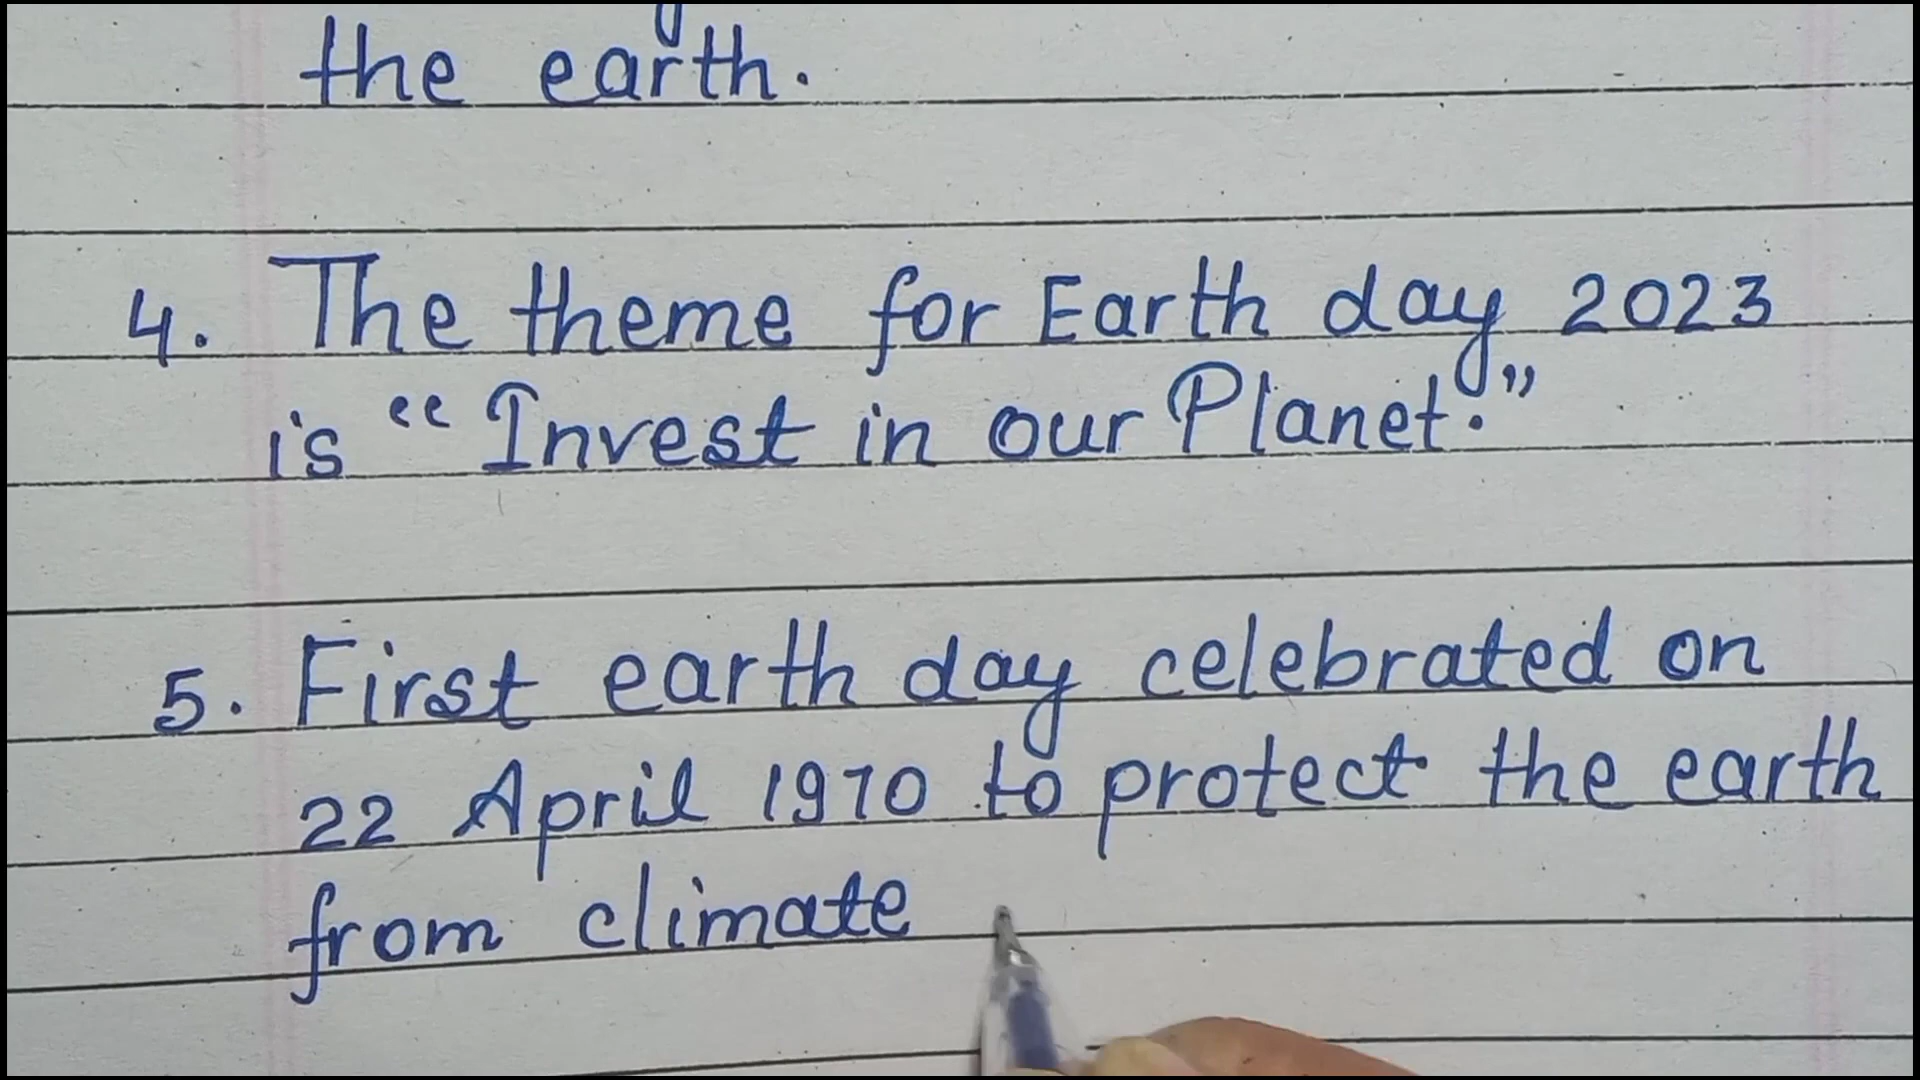 the earth.
4. The theme for Earth day 2023
is "Invest in our Planet."
5. First earth day celebrated on
22 April 1970 to protect the earth
from climate